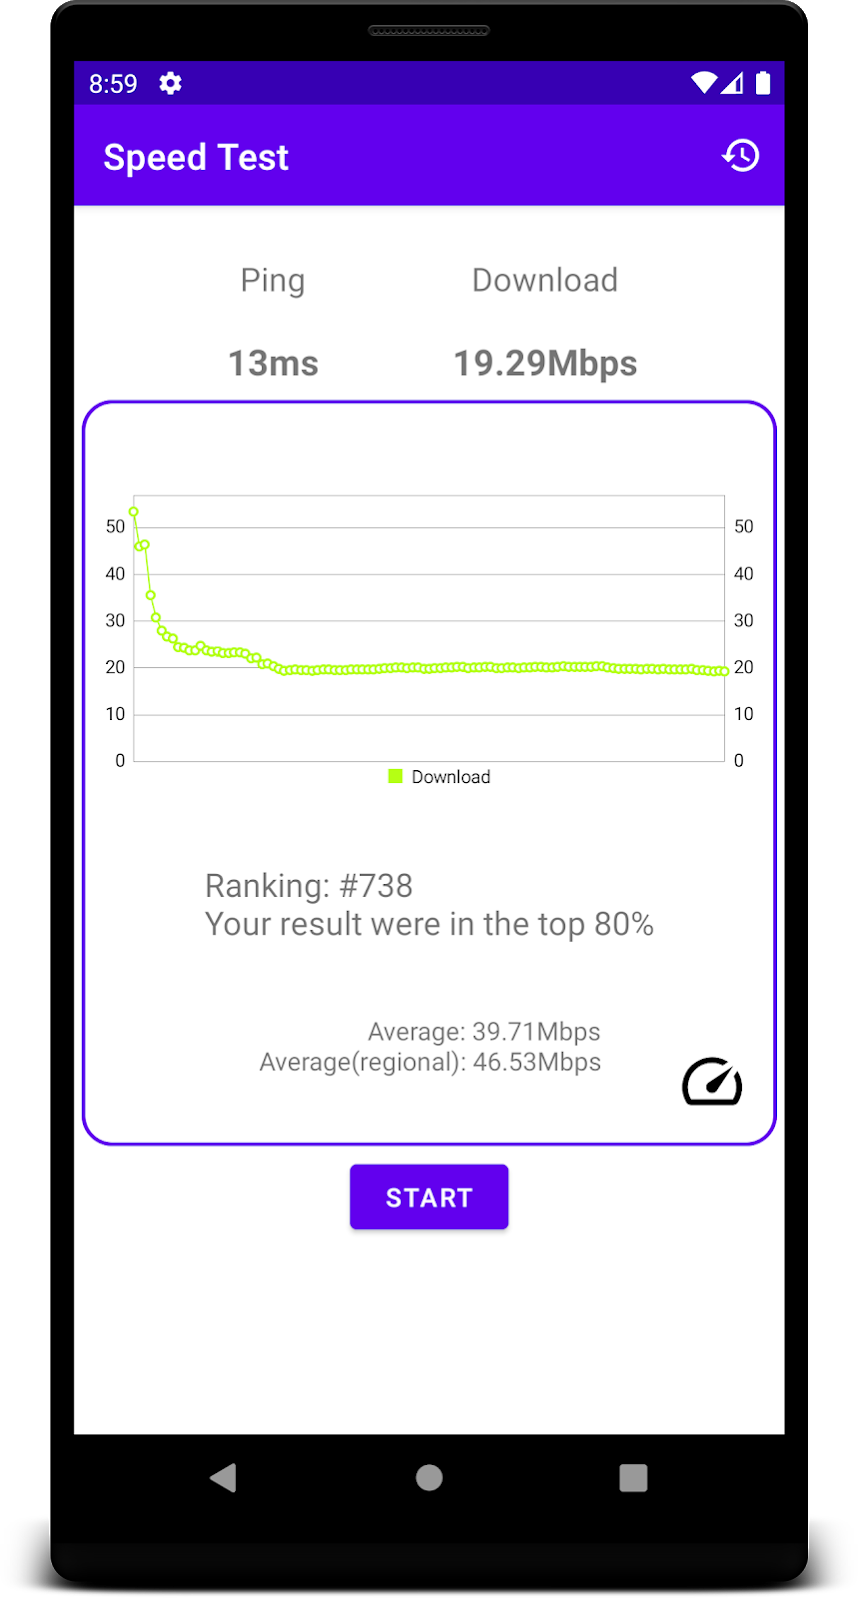 8:59
Speed Test
Ping Download
13ms 19.29Mbps
50 50
40 40
30 30
20 20
10 10
0 0
Download
Ranking: #738
Your result were in the top 80%
Average: 39.71Mbps
Average(regional): 46.53Mbps
START